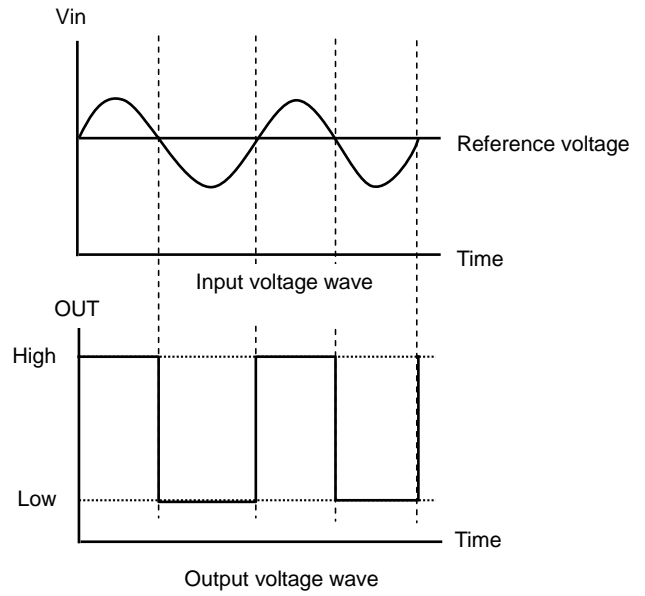 Vin
Reference voltage
Time
Input voltage wave
OUT
High
Low
Time
Output voltage wave